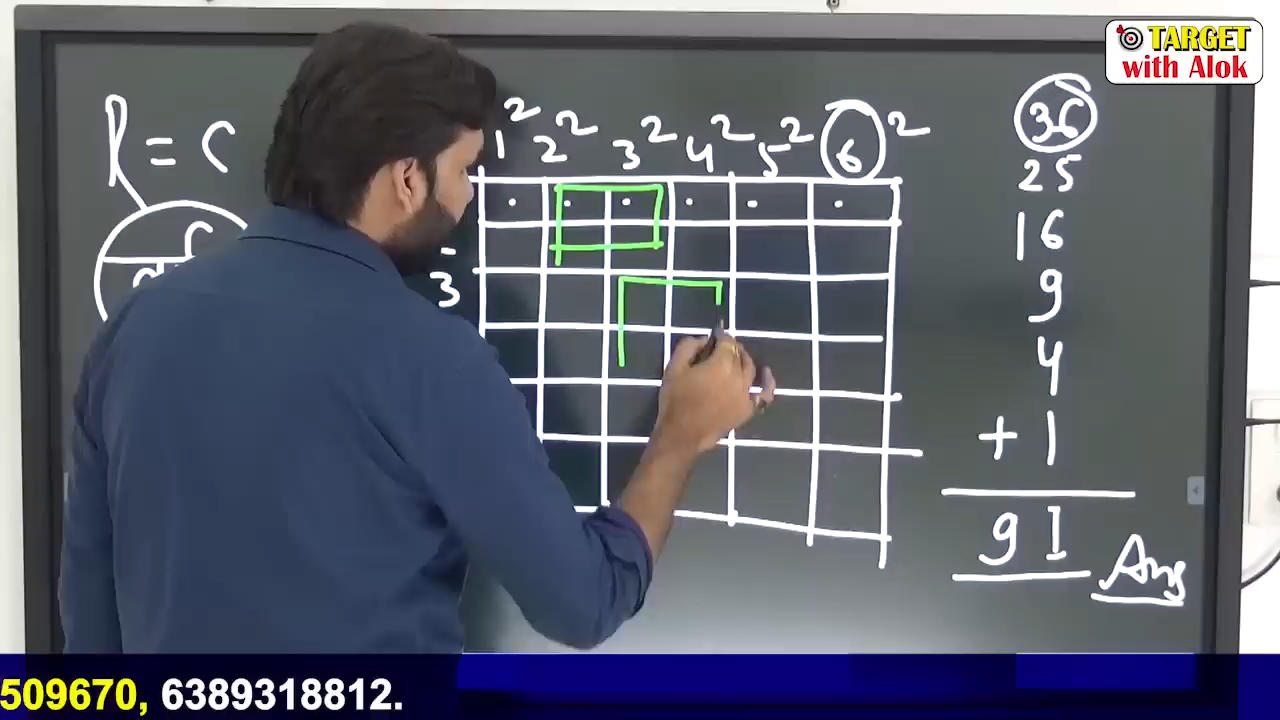 TARGET
with Alok
R = C
1² 2² 3² 4² 5² 6²
3
36
25
16
9
4
+ 1
91 Ans
509670, 6389318812.